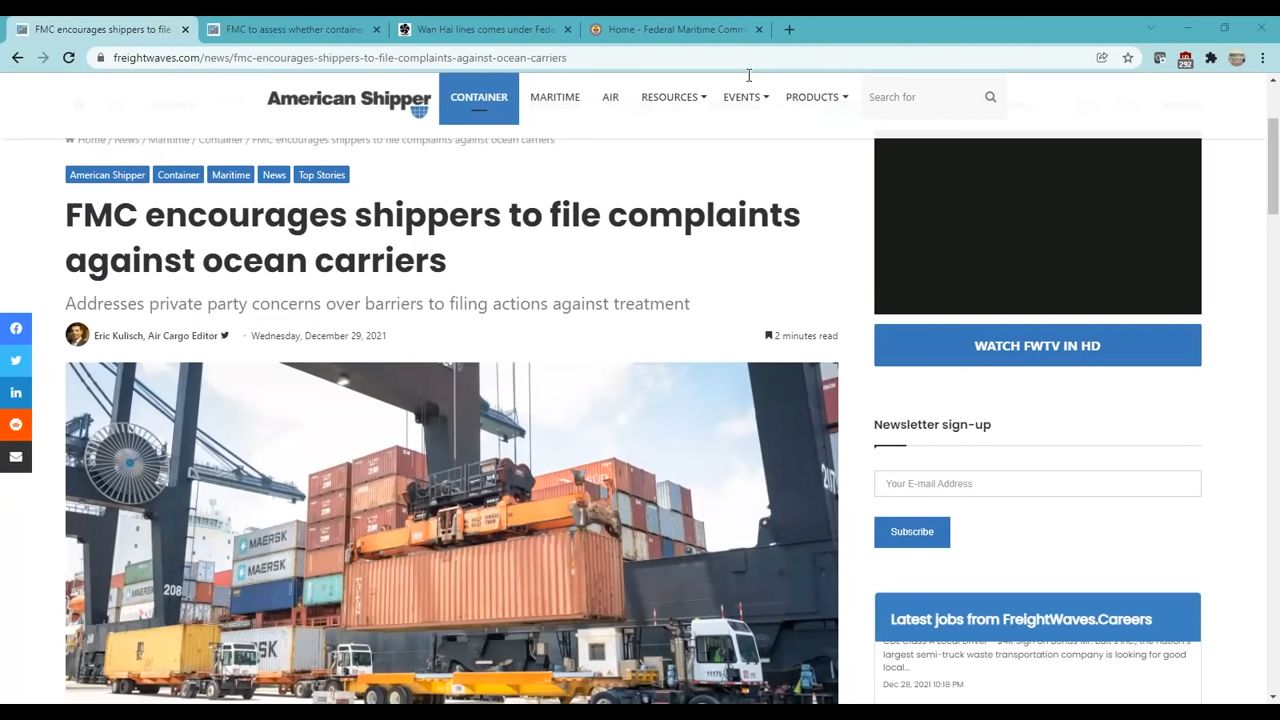 FMC encourages shippers to file
FMC to assess whether containe
Wan Hai lines comes under Fede
Home - Federal Maritime Comm
freightwaves.com/news/fmc-encourages-shippers-to-file-complaints-against-ocean-carriers
292
American Shipper
CONTAINER
MARITIME
AIR
RESOURCES
EVENTS
PRODUCTS
Search for
Home / News / Maritime / Container / FMC encourages shippers to file complaints against ocean carriers
American Shipper
Container
Maritime
News
Top Stories
FMC encourages shippers to file complaints
against ocean carriers
Addresses private party concerns over barriers to filing actions against treatment
Eric Kulisch, Air Cargo Editor
Wednesday, December 29, 2021
2 minutes read
MAERSK
MAERSK
208
SK
11179
WATCH FWTV IN HD
Newsletter sign-up
Your E-mail Address
Subscribe
Latest jobs from FreightWaves.Careers
largest semi-truck waste transportation company is looking for good
local...
Dec 28, 2021 10:18 PM